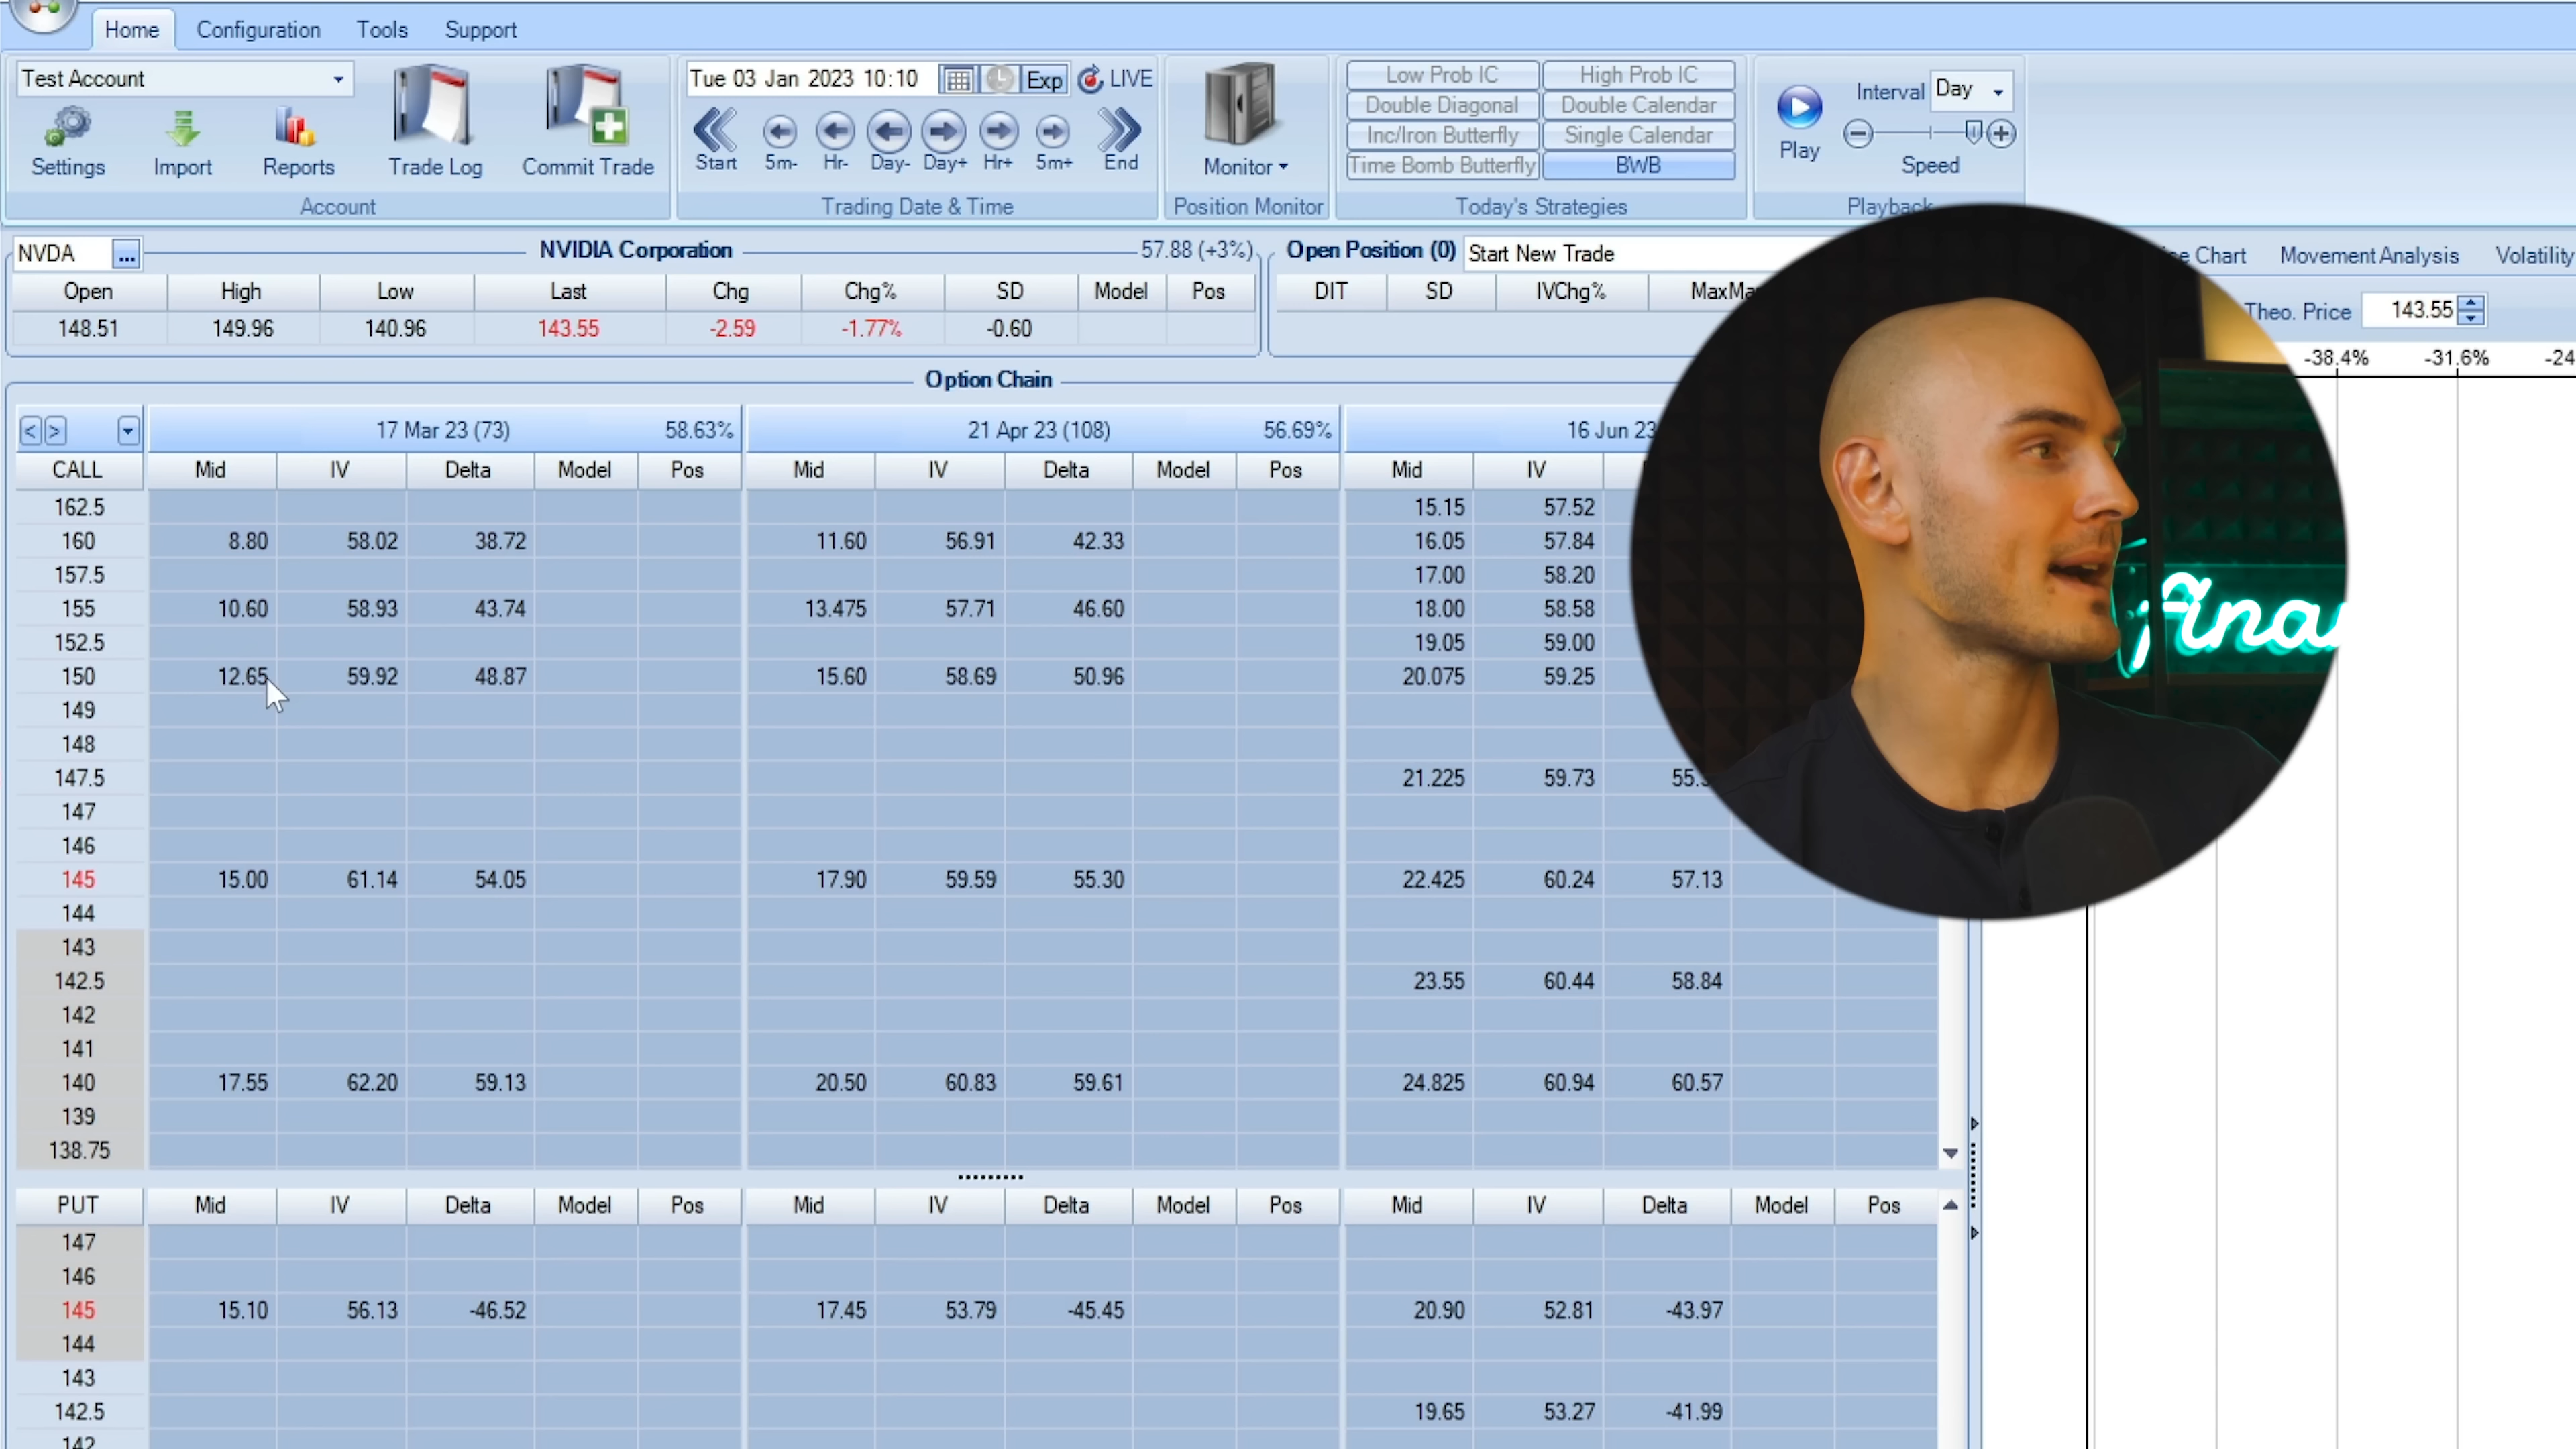 Home Configuration Tools Support
Test Account
Settings Import Reports Trade Log Commit Trade
Account
Tue 03 Jan 2023 10:10 Exp LIVE
Start 5m- Hr- Day- Day+ Hr+ 5m+ End
Trading Date & Time
Monitor
Position Monitor
Low Prob IC High Prob IC
Double Diagonal Double Calendar
Inc/Iron Butterfly Single Calendar
Time Bomb Butterfly BWB
Today's Strategies
Play Interval Day
Speed
Playback
NVDA ... NVIDIA Corporation 57.88 (+3%)
Open High Low Last Chg Chg% SD Model Pos
148.51 149.96 140.96 143.55 -2.59 -1.77% -0.60
Open Position (0) Start New Trade
DIT SD IVChg%
Chart Movement Analysis Volatility
Theo. Price 143.55
-38.4% -31.6% -24
Option Chain
< > 17 Mar 23 (73) 58.63% 21 Apr 23 (108) 56.69% 16 Jun 23
CALL Mid IV Delta Model Pos Mid IV Delta Model Pos Mid IV
162.5 15.15 57.52
160 8.80 58.02 38.72 11.60 56.91 42.33 16.05 57.84
157.5 17.00 58.20
155 10.60 58.93 43.74 13.475 57.71 46.60 18.00 58.58
152.5 19.05 59.00
150 12.65 59.92 48.87 15.60 58.69 50.96 20.075 59.25
149
148
147.5 21.225 59.73
147
146
145 15.00 61.14 54.05 17.90 59.59 55.30 22.425 60.24 57.13
144
143
142.5 23.55 60.44 58.84
142
141
140 17.55 62.20 59.13 20.50 60.83 59.61 24.825 60.94 60.57
139
138.75
PUT Mid IV Delta Model Pos Mid IV Delta Model Pos Mid IV Delta Model Pos
147
146
145 15.10 56.13 -46.52 17.45 53.79 -45.45 20.90 52.81 -43.97
144
143
142.5 19.65 53.27 -41.99
142